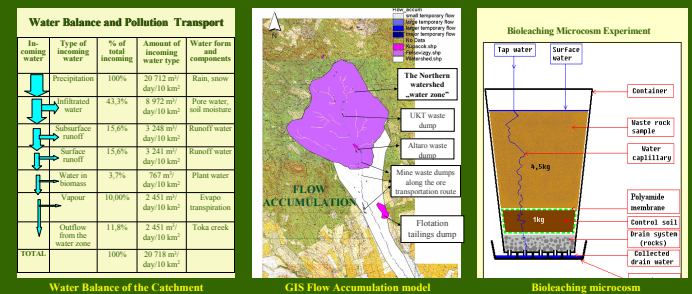 Water Balance and Pollution Transport
In-coming water
Type of incoming water
% of total incoming
Amount of incoming water type
Water form and components
Precipitation
100%
20 712 m³/ day/10 km²
Rain, snow
Infiltrated water
43,3%
8 972 m³/ day/10 km²
Pore water, soil moisture
Subsurface runoff
15,6%
3 248 m³/ day/10 km²
Runoff water
Surface runoff
15,6%
3 241 m³/ day/10 km²
Runoff water
Water in biomass
3,7%
767 m³/ day/10 km²
Plant water
Vapour
10,00%
2 451 m³/ day/10 km²
Evapo transpiration
Outflow from the water zone
11,8%
2 451 m³/ day/10 km²
Toka creek
TOTAL
100%
20 718 m³/ day/10 km²
Water Balance of the Catchment
Flow_accum
small temporary flow
large temporary flow
larger temporary flow
major temporary flow
No Data
Kupacok.shp
Watershed.shp
N
The Northern
watershed
„water zone"
UKT waste
dump
Altaro waste
dump
Mine waste dumps
along the ore
transportation route
FLOW
ACCUMULATION
Flotation
tailings dump
GIS Flow Accumulation model
Bioleaching Microcosm Experiment
Tap water
Surface
water
Container
Waste rock
sample
Water
capillary
4,5kg
Polyamide
membrane
1kg
Control soil
Drain system
(rocks)
Collected
drain water
Bioleaching microcosm